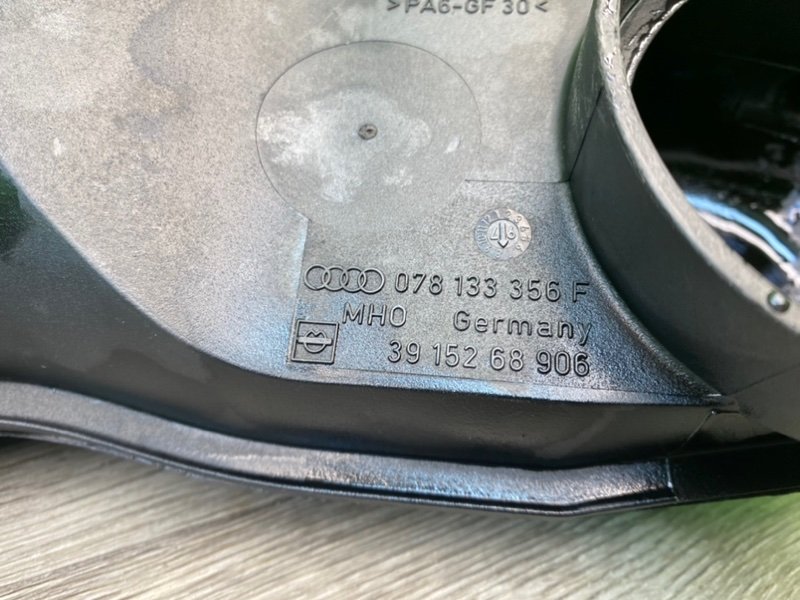 >PA6-GF 30<
078 133 356 F
MHO Germany
39 152 68 906